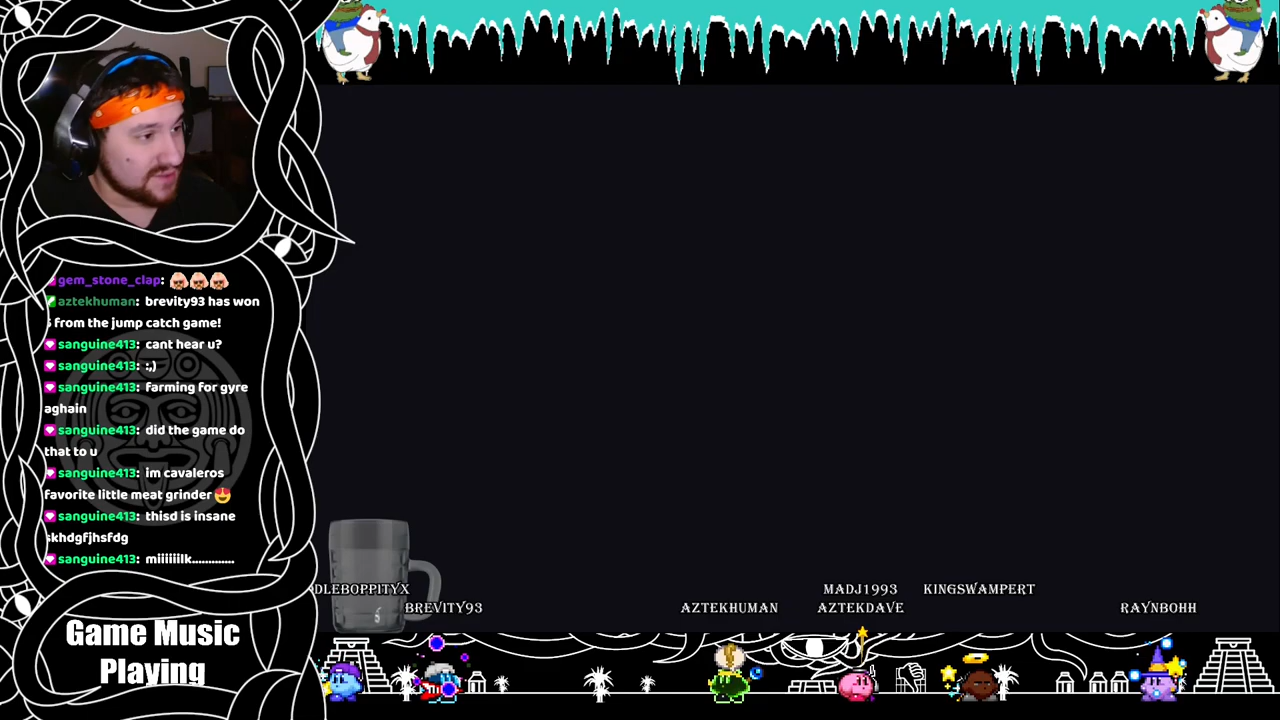 gem_stone_clap:
aztekhuman: brevity93 has won
from the jump catch game!
sanguine413: cant hear u?
sanguine413: :,)
sanguine413: farming for gyre
aghain
sanguine413: did the game do
that to u
sanguine413: im cavaleros
favorite little meat grinder
sanguine413: thisd is insane
skhdgfjhsfdg
sanguine413: miiiiiilk.............
Game Music
Playing
DLEBOPPITYX
BREVITY93
AZTEKHUMAN
MADJ1993
AZTEKDAVE
KINGSWAMPERT
RAYNBOHH